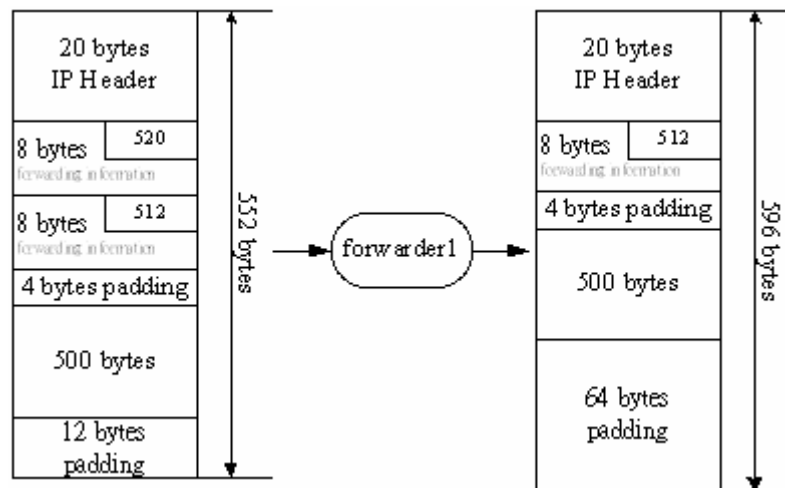 20 bytes
IP Header
8 bytes
520
forwarding information
8 bytes
512
forwarding information
4 bytes padding
500 bytes
12 bytes
padding
552 bytes
forwarder1
20 bytes
IP Header
8 bytes
512
forwarding information
4 bytes padding
500 bytes
64 bytes
padding
596 bytes